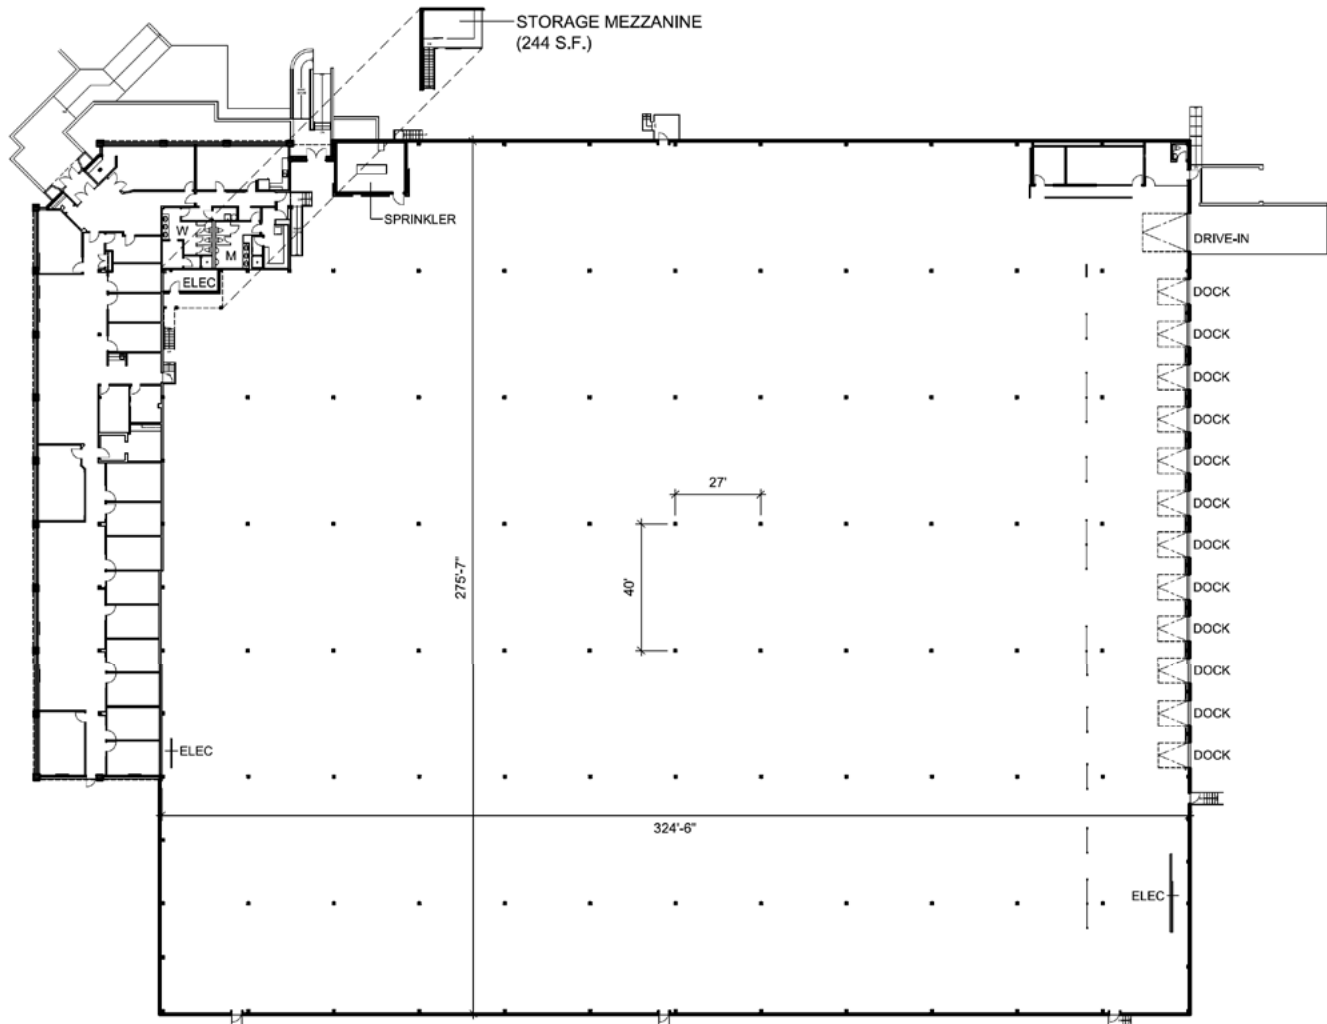 STORAGE MEZZANINE
(244 S.F.)
SPRINKLER
W
M
ELEC
DRIVE-IN
DOCK
DOCK
DOCK
DOCK
DOCK
DOCK
DOCK
DOCK
DOCK
DOCK
DOCK
DOCK
27'
40'
275'-7"
ELEC
324'-6"
ELEC